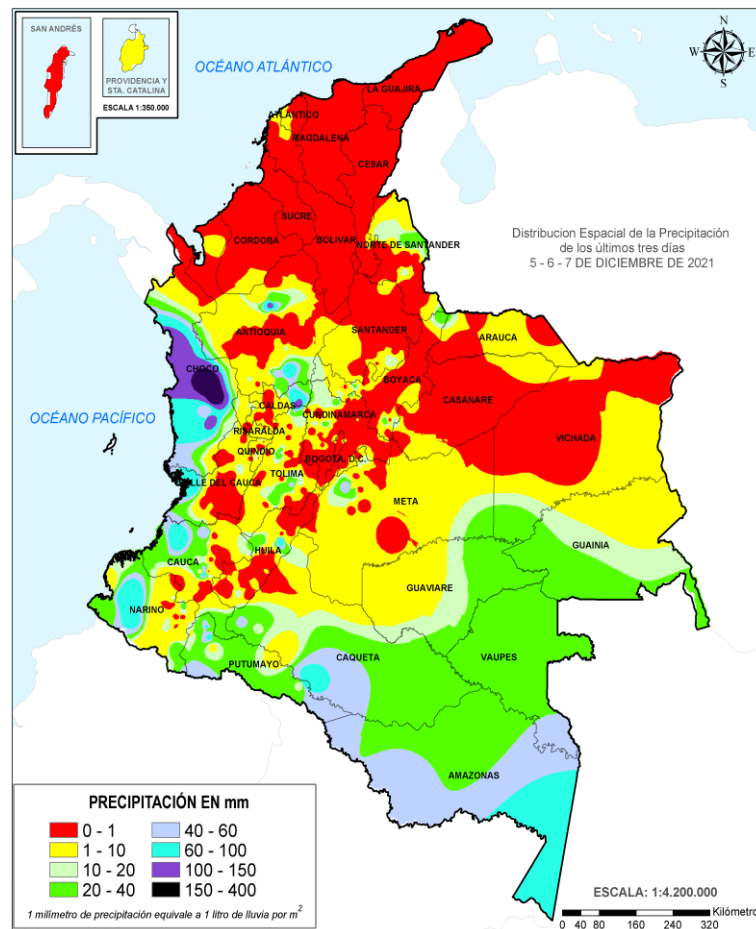 SAN ANDRÉS
PROVIDENCIA Y
STA. CATALINA
ESCALA 1:350.000
OCÉANO ATLÁNTICO
N
W
E
S
LA GUAJIRA
ATLÁNTICO
MAGDALENA
CESAR
SUCRE
CORDOBA
BOLIVAR
NORTE DE SANTANDER
Distribucion Espacial de la Precipitación
de los últimos tres días
5 - 6 - 7 DE DICIEMBRE DE 2021
ANTIOQUIA
SANTANDER
ARAUCA
CHOCO
BOYACA
CASANARE
OCÉANO PACÍFICO
CALDAS
CUNDINAMARCA
RISARALDA
VICHADA
QUINDIO
BOGOTA, D.C.
TOLIMA
VALLE DEL CAUCA
META
GUAINIA
HUILA
CAUCA
GUAVIARE
NARINO
PUTUMAYO
CAQUETA
VAUPES
AMAZONAS
PRECIPITACIÓN EN mm
0 - 1
40 - 60
1 - 10
60 - 100
10 - 20
100 - 150
20 - 40
150 - 400
1 milímetro de precipitación equivale a 1 litro de lluvia por m²
ESCALA: 1:4.200.000
Kilómetro
0 40 80 160 240 320